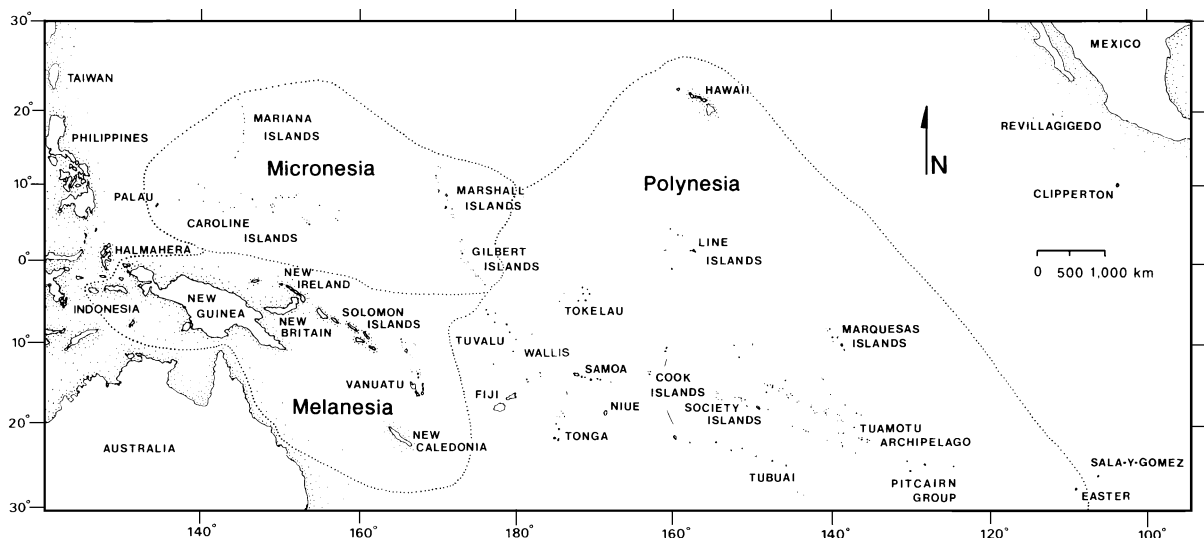 30°
20°
10°
0°
10°
20°
30°
140°
160°
180°
160°
140°
120°
100°
TAIWAN
PHILIPPINES
PALAU
HALMAHERA
INDONESIA
AUSTRALIA
MARIANA
ISLANDS
Micronesia
CAROLINE
ISLANDS
MARSHALL
ISLANDS
GILBERT
ISLANDS
NEW
GUINEA
NEW
IRELAND
NEW
BRITAIN
SOLOMON
ISLANDS
VANUATU
Melanesia
NEW
CALEDONIA
HAWAII
Polynesia
LINE
ISLANDS
TOKELAU
TUVALU
WALLIS
SAMOA
FIJI
NIUE
TONGA
COOK
ISLANDS
SOCIETY
ISLANDS
MARQUESAS
ISLANDS
TUAMOTU
ARCHIPELAGO
TUBUAI
PITCAIRN
GROUP
SALA-Y-GOMEZ
EASTER
MEXICO
REVILLAGIGEDO
CLIPPERTON
N
0 500 1,000 km